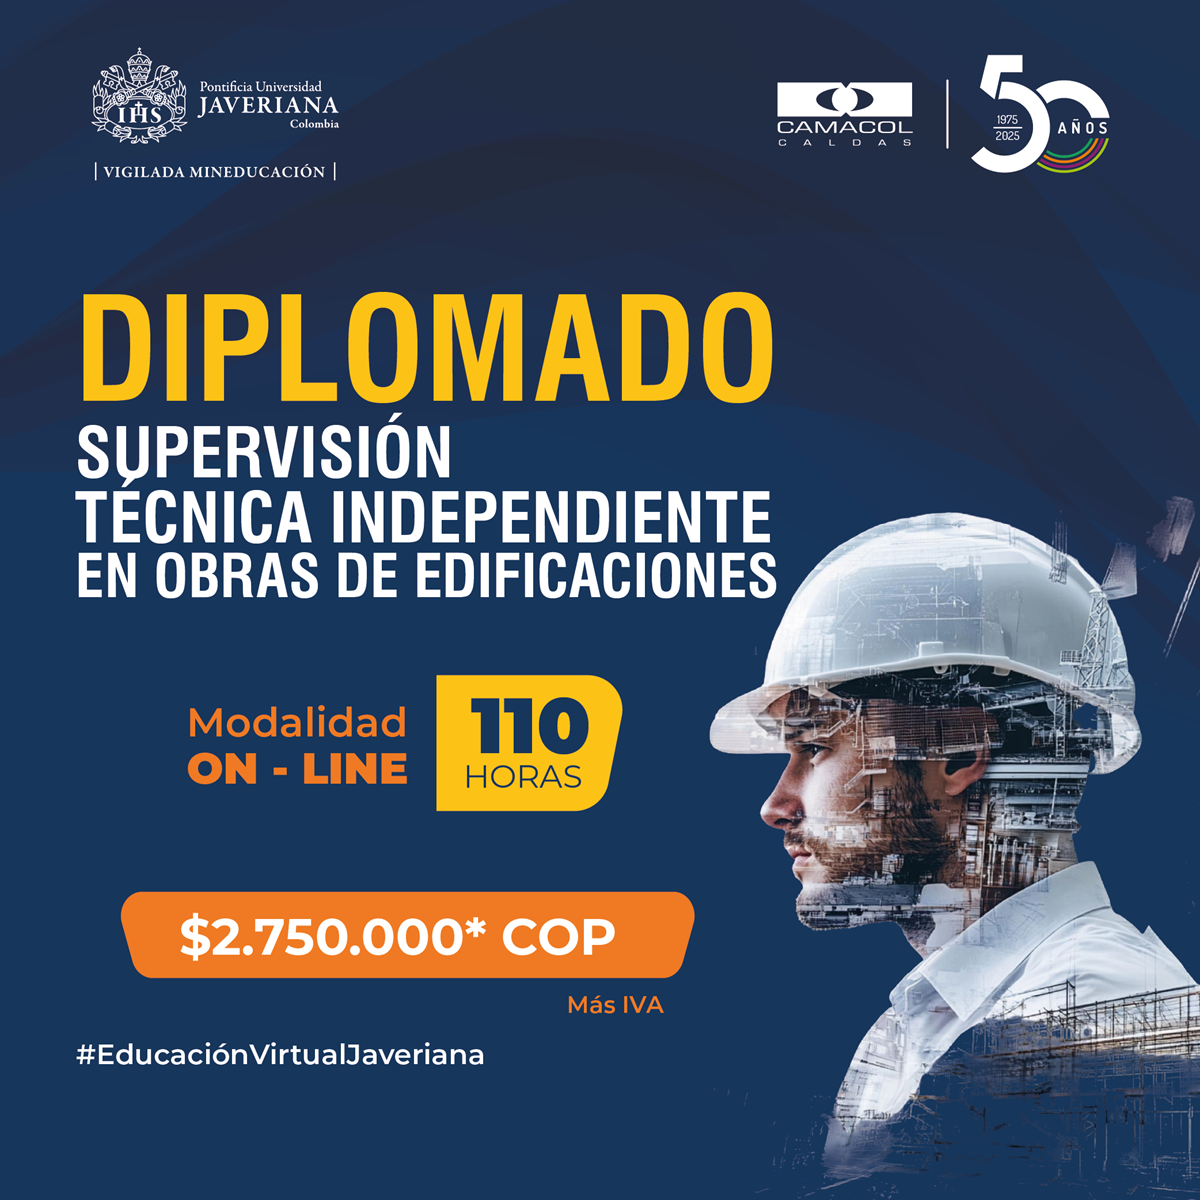 IHS
Pontificia Universidad
JAVERIANA
Colombia
| VIGILADA MINEDUCACIÓN |
CAMACOL
CALDAS
1975
2025
50
AÑOS
DIPLOMADO
SUPERVISIÓN
TÉCNICA INDEPENDIENTE
EN OBRAS DE EDIFICACIONES
Modalidad
ON - LINE
110
HORAS
$2.750.000* COP
Más IVA
#EducaciónVirtualJaveriana